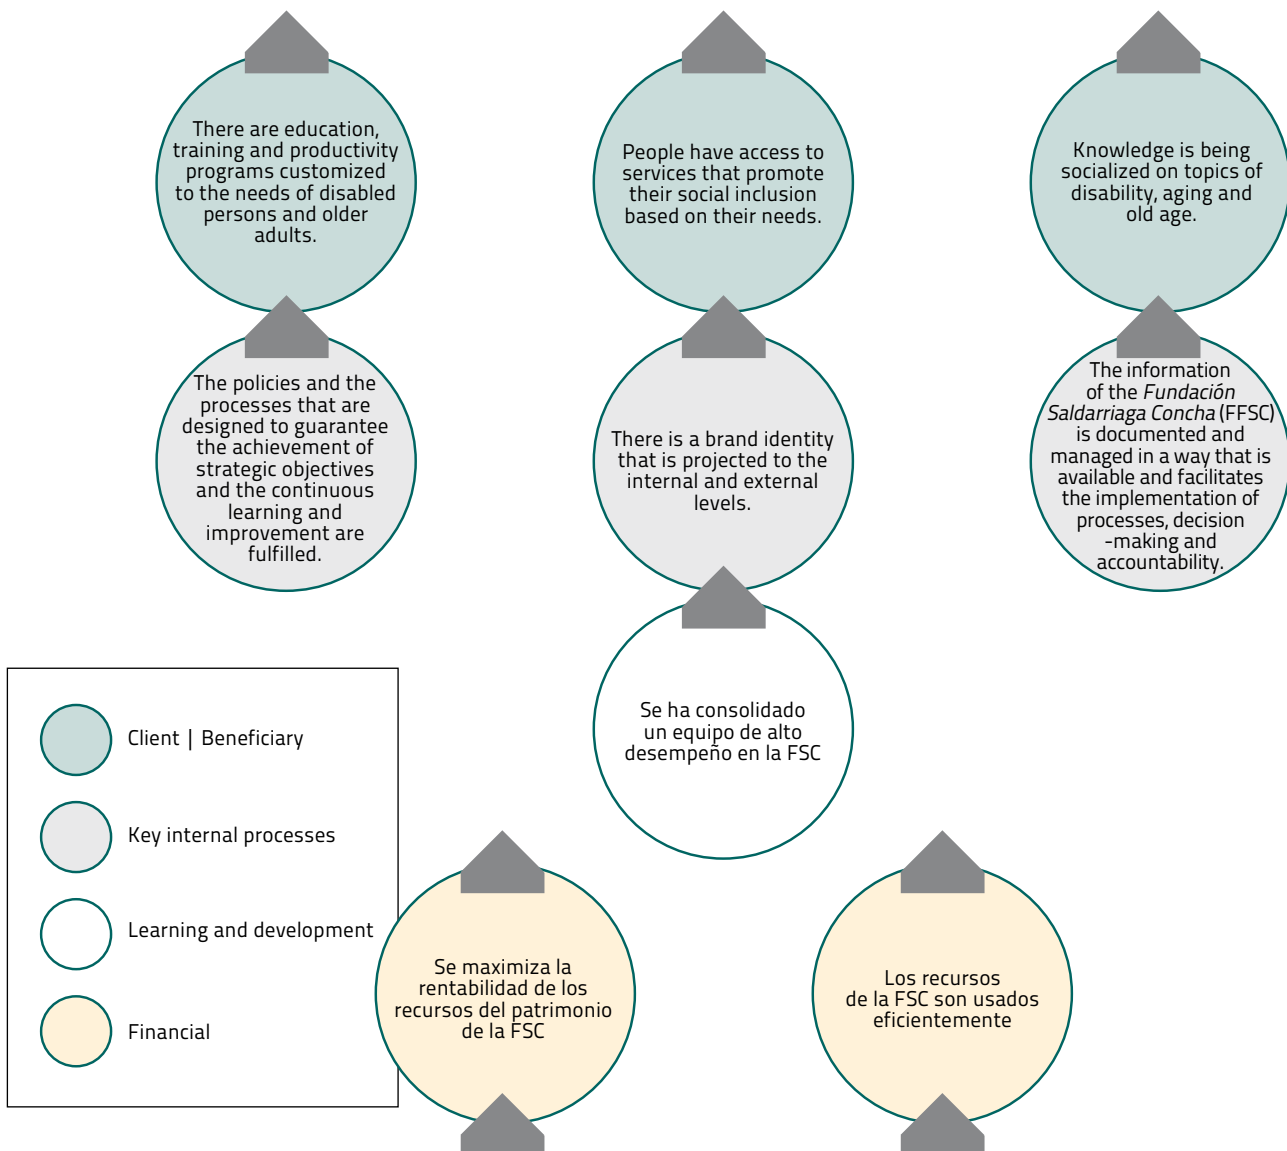 There are education,
training and productivity
programs customized
to the needs of disabled
persons and older
adults.
People have access to
services that promote
their social inclusion
based on their needs.
Knowledge is being
socialized on topics of
disability, aging and
old age.
The policies and the
processes that are
designed to guarantee
the achievement of
strategic objectives
and the continuous
learning and
improvement are
fulfilled.
There is a brand identity
that is projected to the
internal and external
levels.
The information
of the Fundación
Saldarriaga Concha (FFSC)
is documented and
managed in a way that is
available and facilitates
the implementation of
processes, decision
-making and
accountability.
Se ha consolidado
un equipo de alto
desempeño en la FSC
Client | Beneficiary
Key internal processes
Learning and development
Financial
Se maximiza la
rentabilidad de los
recursos del patrimonio
de la FSC
Los recursos
de la FSC son usados
eficientemente